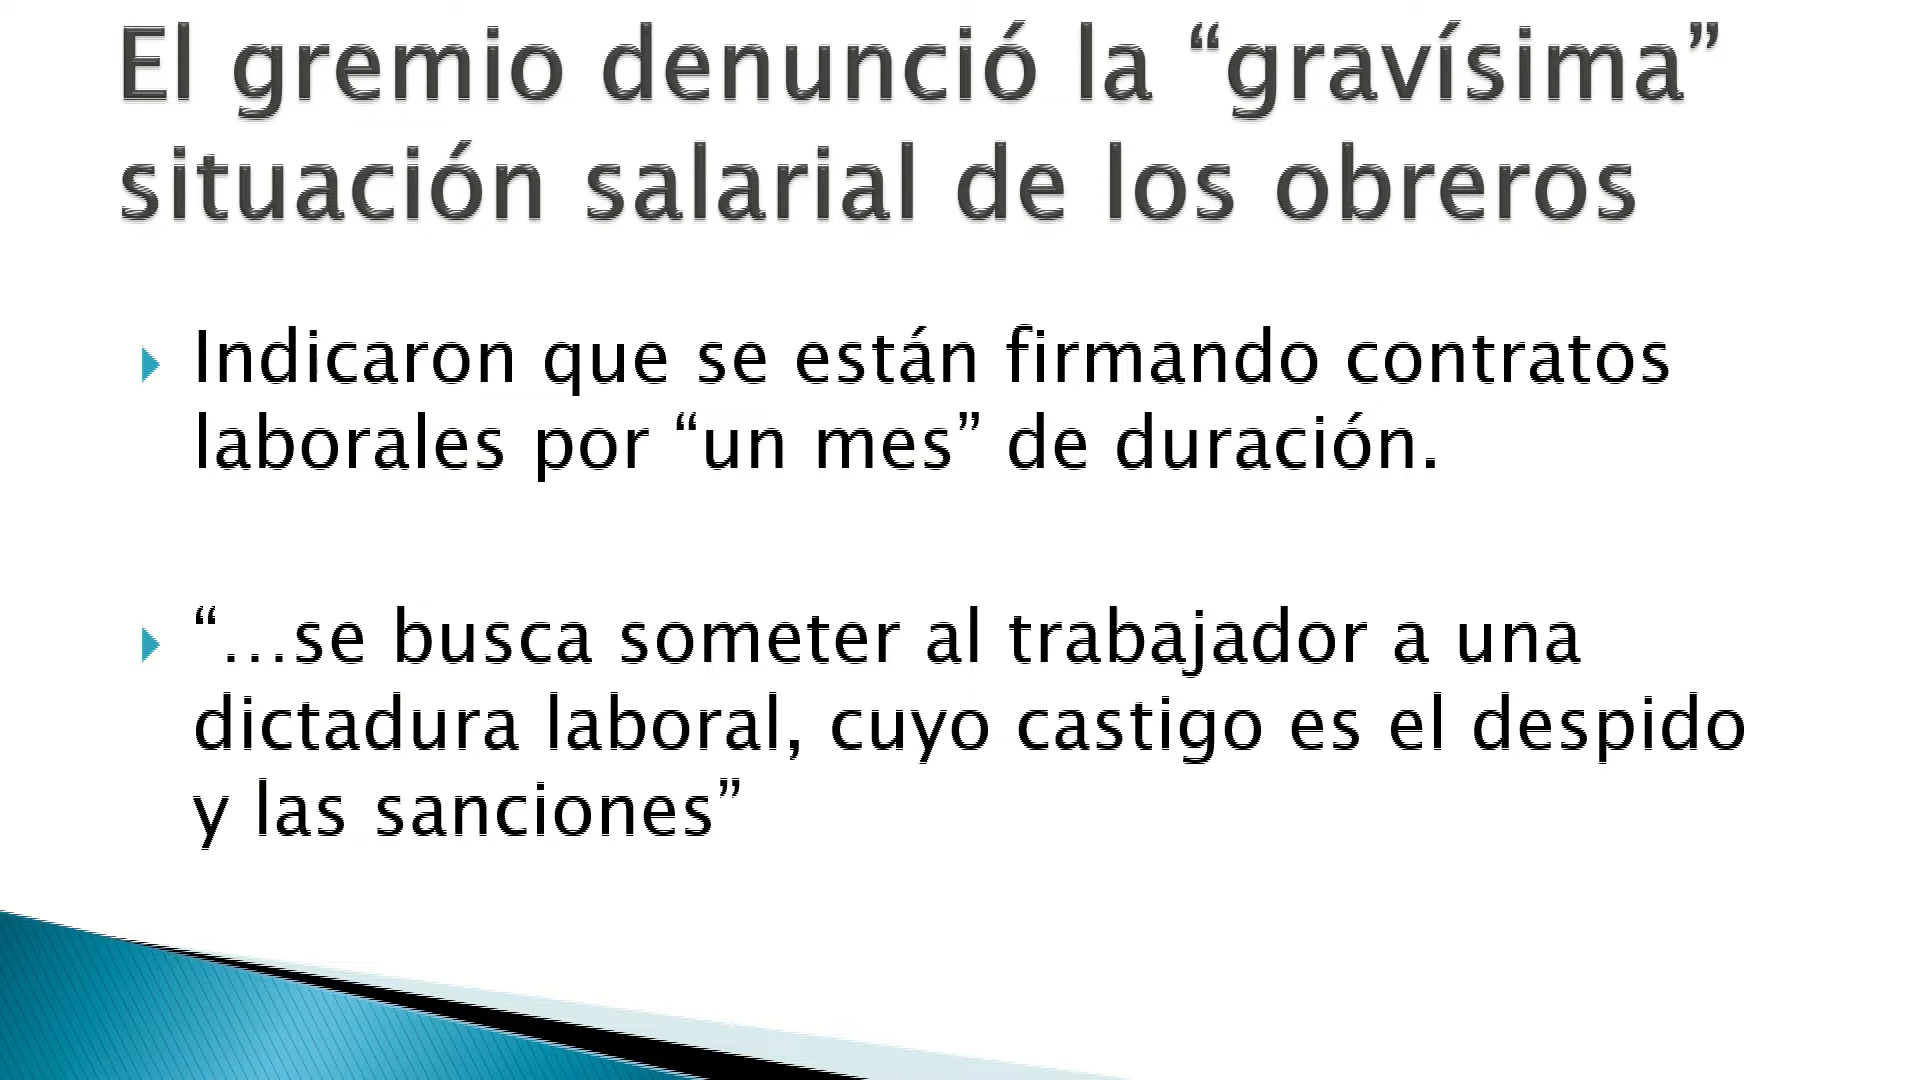 El gremio denunció la “gravísima”
situación salarial de los obreros
Indicaron que se están firmando contratos
laborales por “un mes” de duración.
“…se busca someter al trabajador a una
dictadura laboral, cuyo castigo es el despido
y las sanciones”